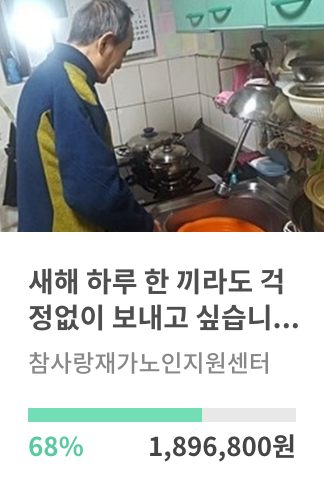 새해 하루 한 끼라도 걱
정없이 보내고 싶습니...
참사랑재가노인지원센터
68% 1,896,800원